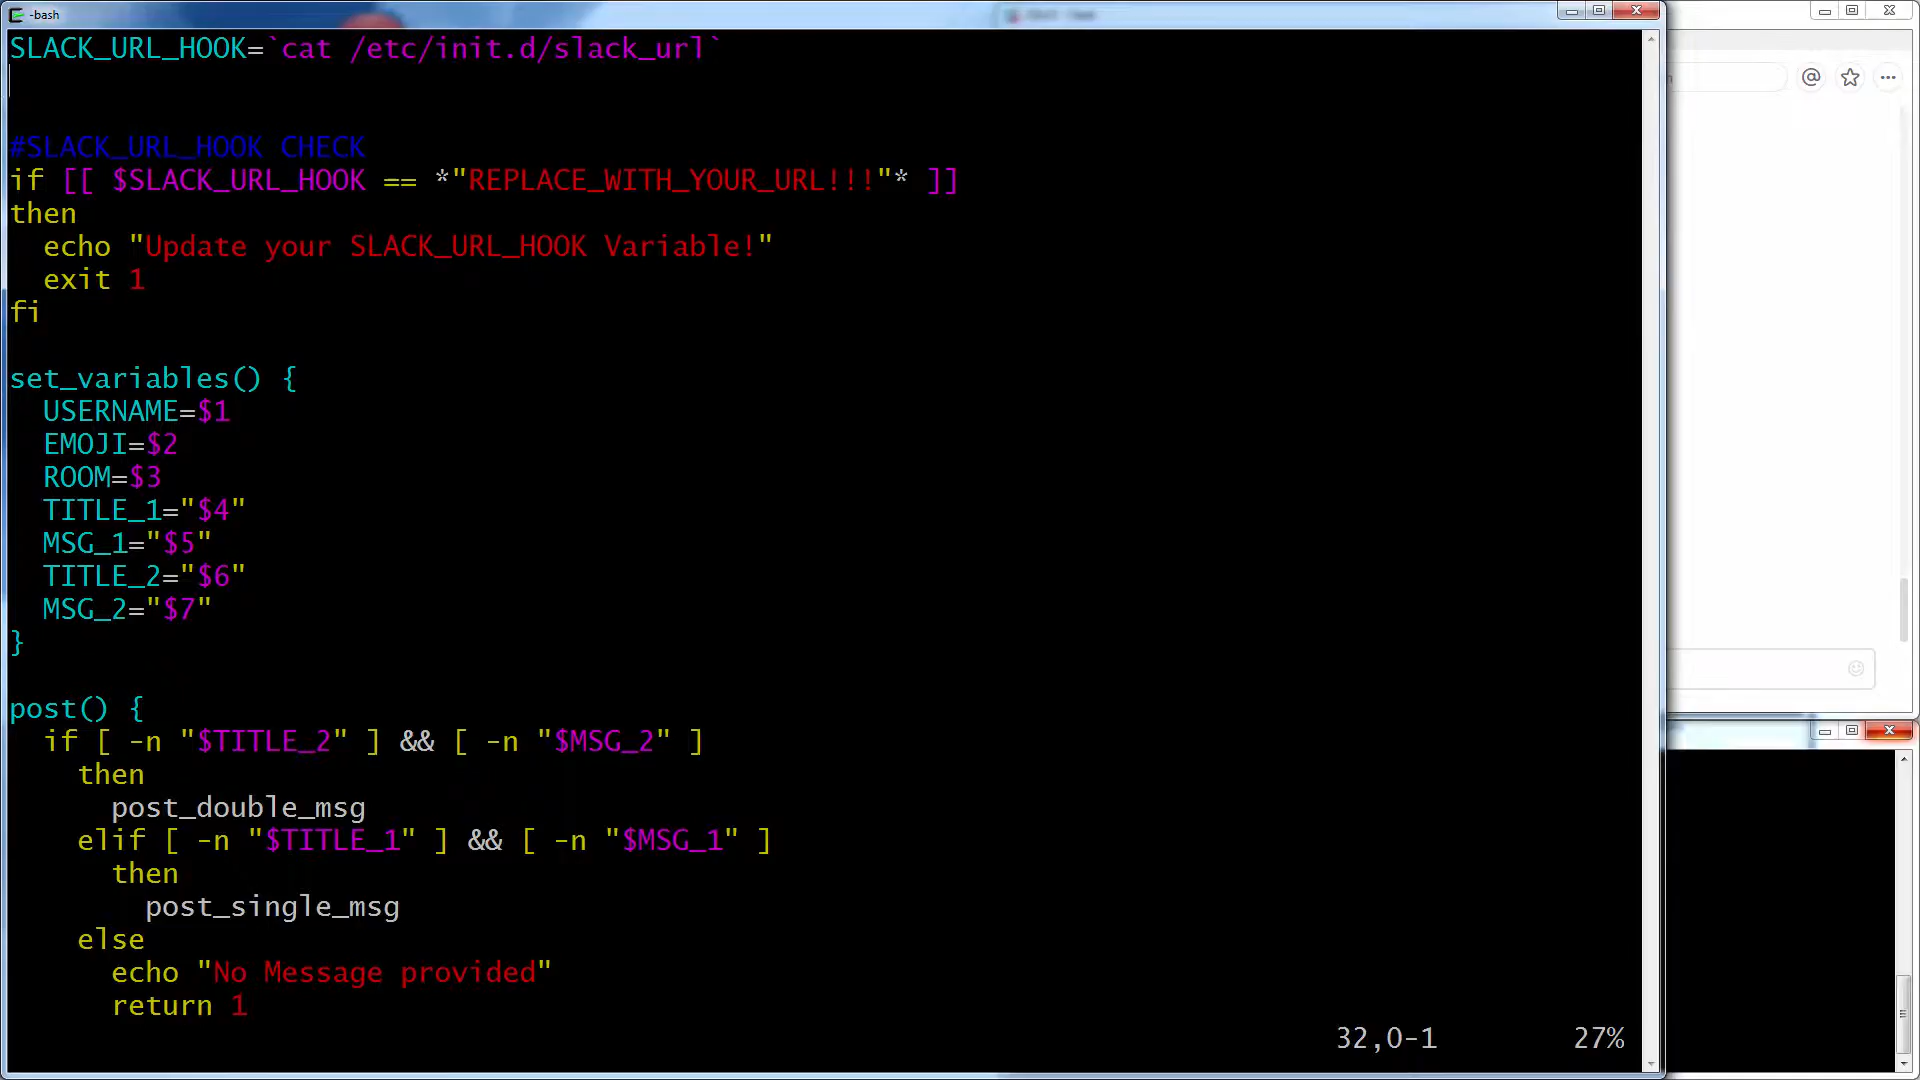 -bash
SLACK_URL_HOOK=`cat /etc/init.d/slack_url`
#SLACK_URL_HOOK CHECK
if [[ $SLACK_URL_HOOK == *"REPLACE_WITH_YOUR_URL!!!"* ]]
then
  echo "Update your SLACK_URL_HOOK Variable!"
  exit 1
fi
set_variables() {
  USERNAME=$1
  EMOJI=$2
  ROOM=$3
  TITLE_1="$4"
  MSG_1="$5"
  TITLE_2="$6"
  MSG_2="$7"
}
post() {
  if [ -n "$TITLE_2" ] && [ -n "$MSG_2" ]
    then
      post_double_msg
    elif [ -n "$TITLE_1" ] && [ -n "$MSG_1" ]
      then
        post_single_msg
    else
      echo "No Message provided"
      return 1
32,0-1 27%